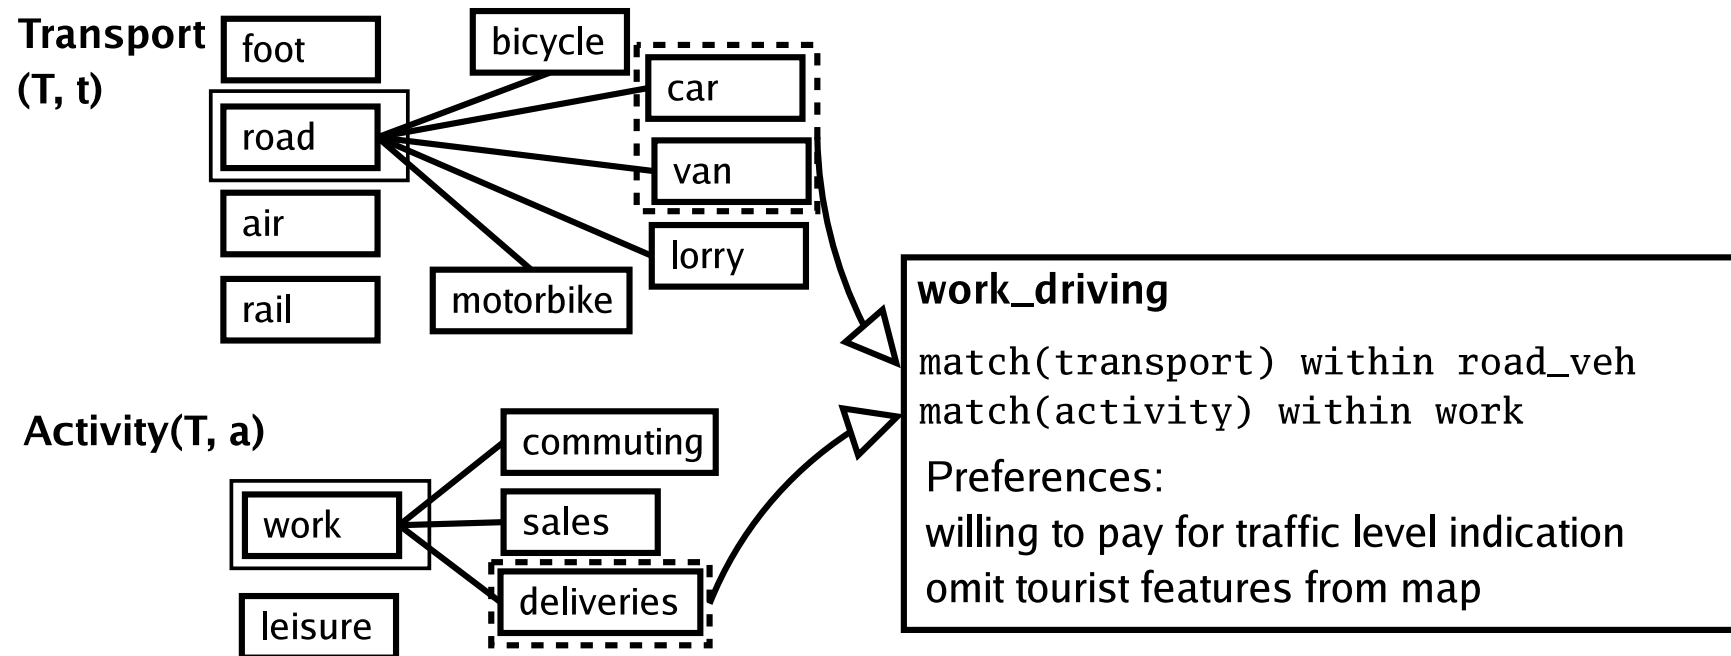 Transport
(T, t)
foot
road
air
rail
bicycle
car
van
lorry
motorbike
Activity(T, a)
work
leisure
commuting
sales
deliveries
work_driving
match(transport) within road_veh
match(activity) within work
Preferences:
willing to pay for traffic level indication
omit tourist features from map